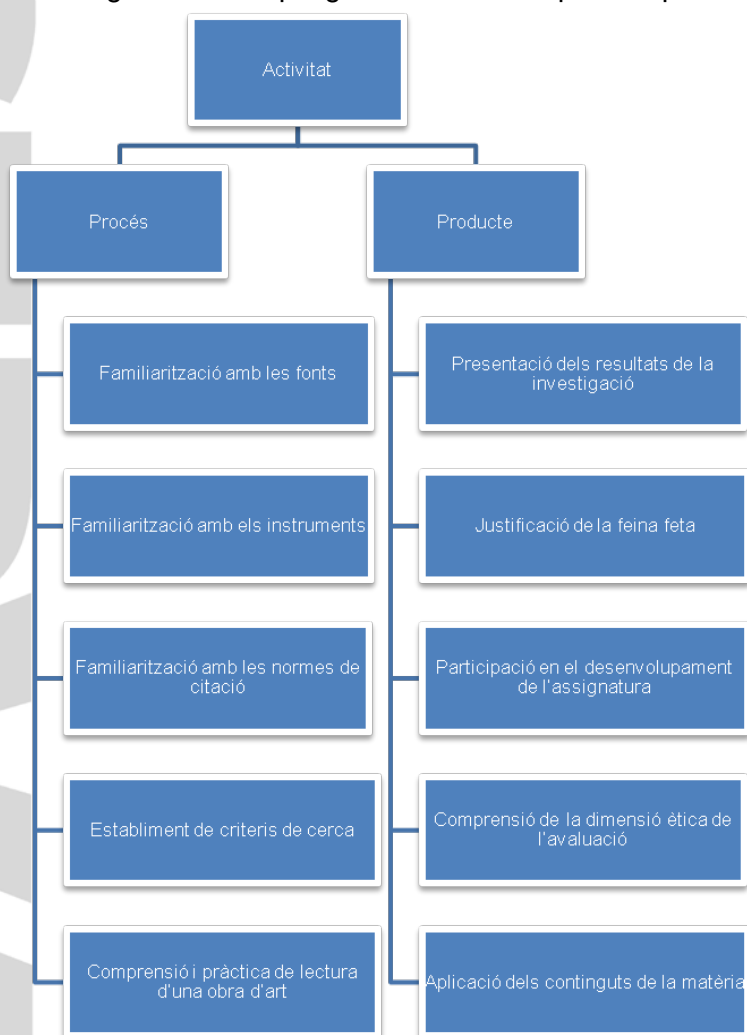 Activitat
Procés
Producte
Familiarització amb les fonts
Presentació dels resultats de la
investigació
Familiarització amb els instruments
Justificació de la feina feta
Familiarització amb les normes de
citació
Participació en el desenvolupament
de l'assignatura
Establiment de criteris de cerca
Comprensió de la dimensió ètica de
l'avaluació
Comprensió i pràctica de lectura
d'una obra d'art
Aplicació dels continguts de la matèria